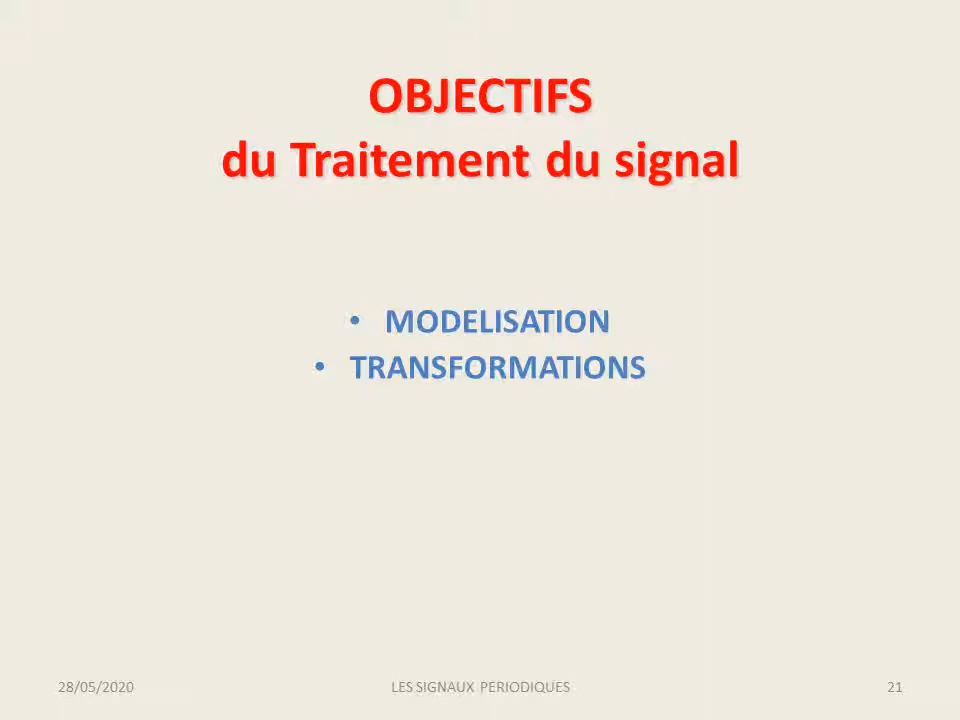 OBJECTIFS
du Traitement du signal
• MODELISATION
• TRANSFORMATIONS
28/05/2020
LES SIGNAUX PERIODIQUES
21